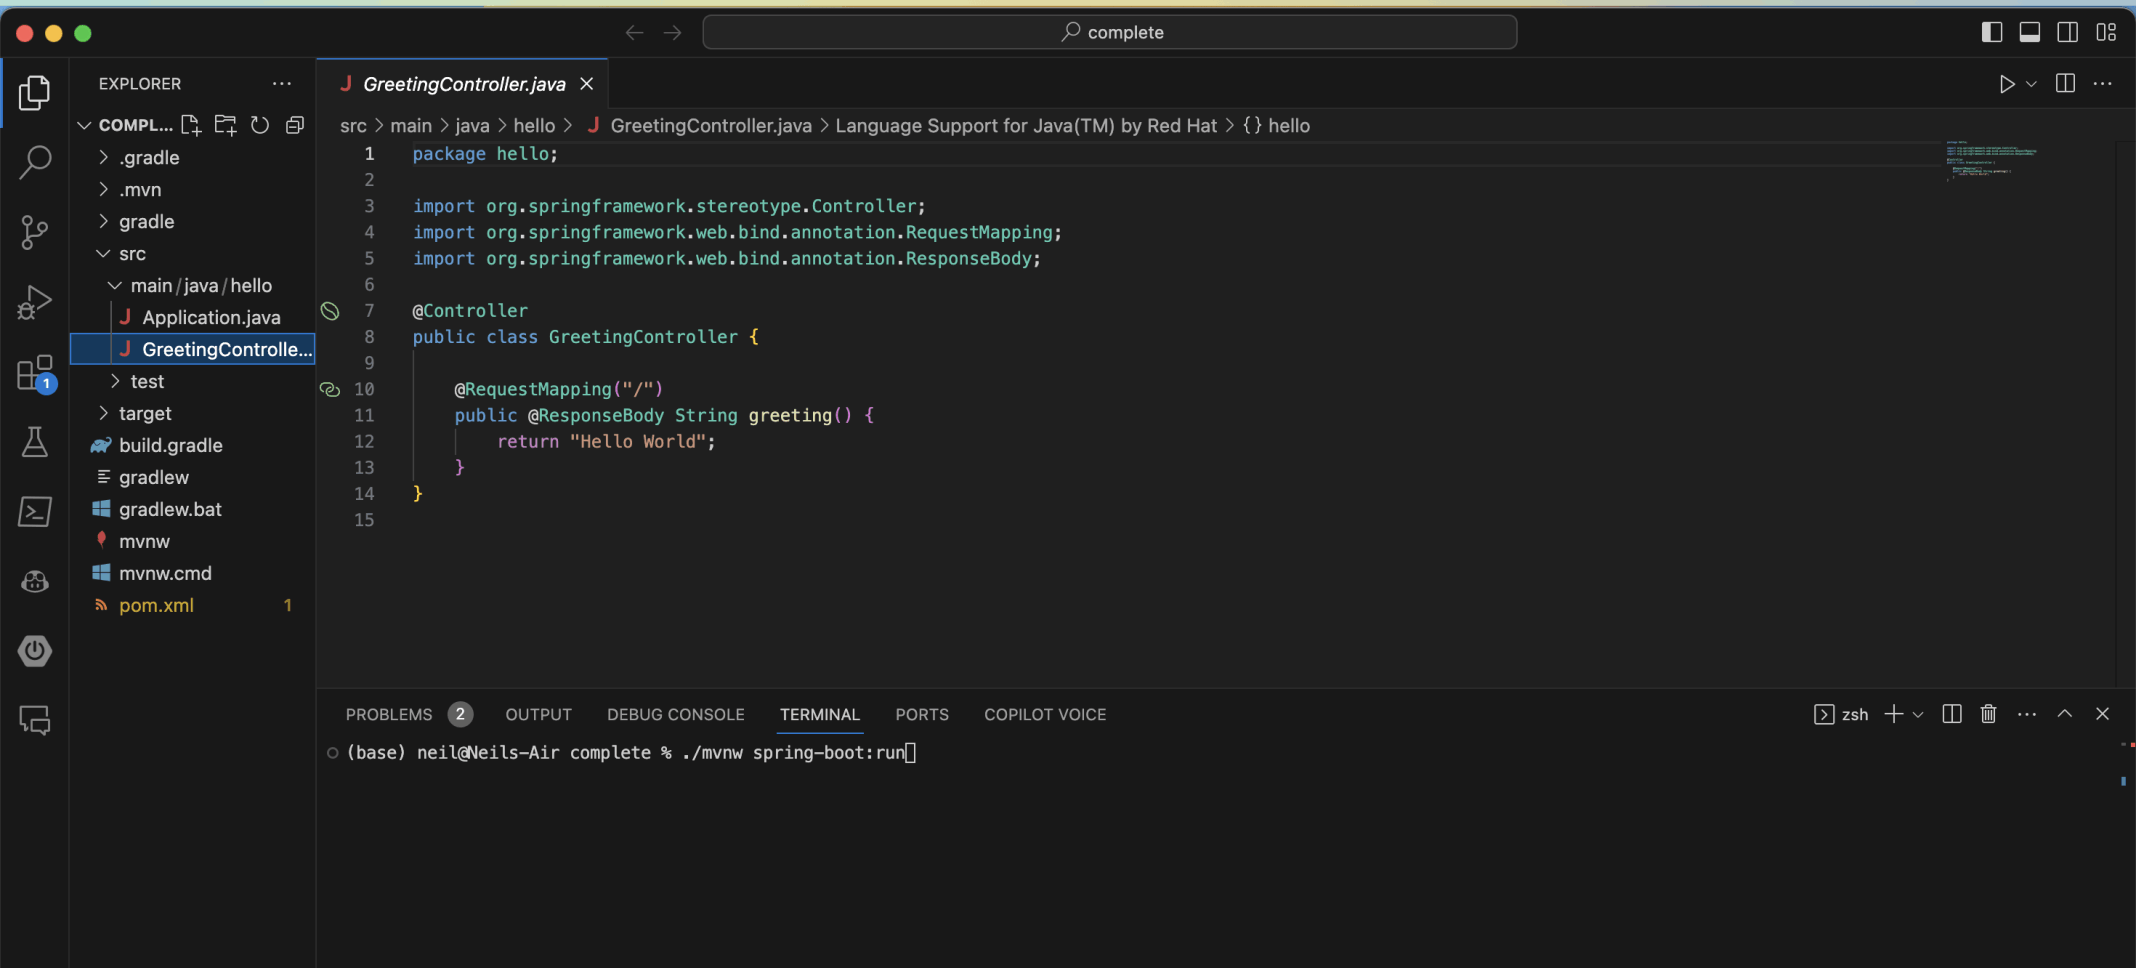 complete
EXPLORER
COMPL...
.gradle
.mvn
gradle
src
main/java/hello
J Application.java
J GreetingControlle...
test
target
build.gradle
gradlew
gradlew.bat
mvnw
mvnw.cmd
pom.xml 1
1
J GreetingController.java
src > main > java > hello > J GreetingController.java > Language Support for Java(TM) by Red Hat > {} hello
1 package hello;
2
3 import org.springframework.stereotype.Controller;
4 import org.springframework.web.bind.annotation.RequestMapping;
5 import org.springframework.web.bind.annotation.ResponseBody;
6
7 @Controller
8 public class GreetingController {
9
10 @RequestMapping("/")
11 public @ResponseBody String greeting() {
12 return "Hello World";
13 }
14 }
15
PROBLEMS 2 OUTPUT DEBUG CONSOLE TERMINAL PORTS COPILOT VOICE zsh
(base) neil@Neils-Air complete % ./mvnw spring-boot:run